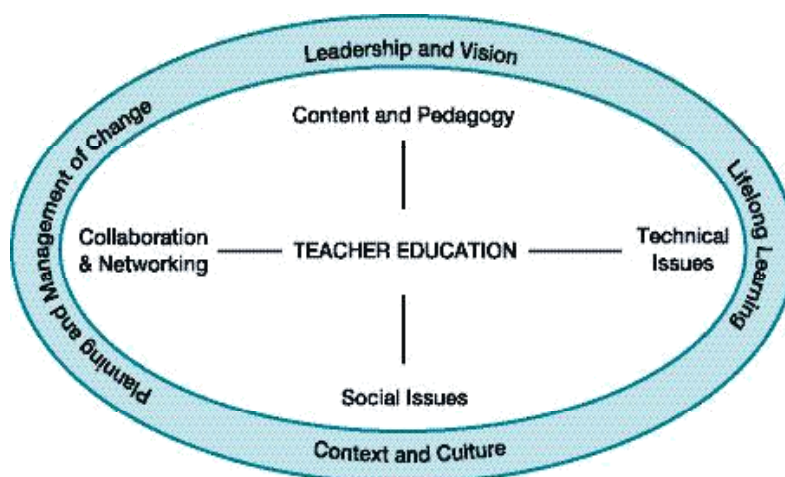 Leadership and Vision
Content and Pedagogy
Planning and Management of Change
Lifelong Learning
Collaboration
& Networking
TEACHER EDUCATION
Technical
Issues
Social Issues
Context and Culture